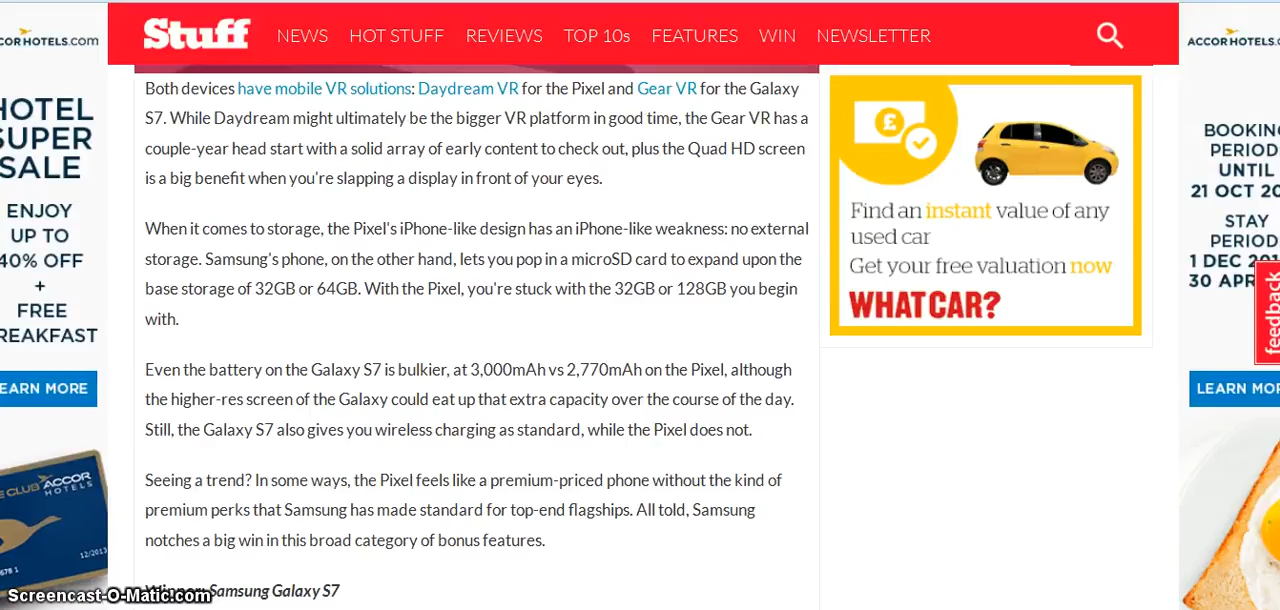 Stuff NEWS HOT STUFF REVIEWS TOP 10s FEATURES WIN NEWSLETTER
CORHOTELS.com
HOTEL
SUPER
SALE
ENJOY
UP TO
40% OFF
+
FREE
REAKFAST
EARN MORE
CLUB ACCOR
HOTELS
12/2013
Both devices have mobile VR solutions: Daydream VR for the Pixel and Gear VR for the Galaxy
S7. While Daydream might ultimately be the bigger VR platform in good time, the Gear VR has a
couple-year head start with a solid array of early content to check out, plus the Quad HD screen
is a big benefit when you're slapping a display in front of your eyes.
When it comes to storage, the Pixel's iPhone-like design has an iPhone-like weakness: no external
storage. Samsung's phone, on the other hand, lets you pop in a microSD card to expand upon the
base storage of 32GB or 64GB. With the Pixel, you're stuck with the 32GB or 128GB you begin
with.
Even the battery on the Galaxy S7 is bulkier, at 3,000mAh vs 2,770mAh on the Pixel, although
the higher-res screen of the Galaxy could eat up that extra capacity over the course of the day.
Still, the Galaxy S7 also gives you wireless charging as standard, while the Pixel does not.
Seeing a trend? In some ways, the Pixel feels like a premium-priced phone without the kind of
premium perks that Samsung has made standard for top-end flagships. All told, Samsung
notches a big win in this broad category of bonus features.
Samsung Galaxy S7
Screencast-O-Matic.com
£
Find an instant value of any
used car
Get your free valuation now
WHAT CAR?
ACCORHOTELS.C
BOOKIN
PERIOD
UNTIL
21 OCT 20
STAY
PERIOD
1 DEC 201
30 APR
feedback
LEARN MOR